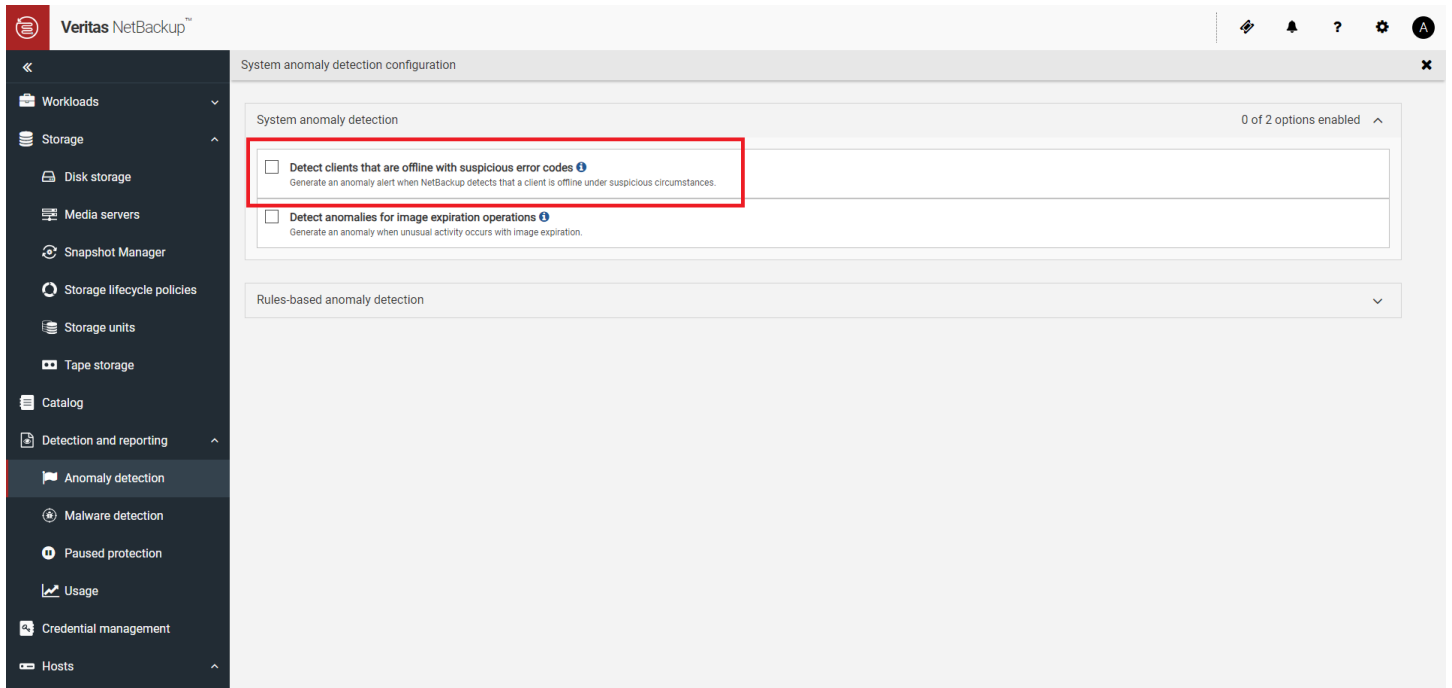 Veritas NetBackup™
?
A
«
System anomaly detection configuration
Workloads
Storage
Disk storage
Media servers
Snapshot Manager
Storage lifecycle policies
Storage units
Tape storage
Catalog
Detection and reporting
Anomaly detection
Malware detection
Paused protection
Usage
Credential management
Hosts
System anomaly detection 0 of 2 options enabled
Detect clients that are offline with suspicious error codes
Generate an anomaly alert when NetBackup detects that a client is offline under suspicious circumstances.
Detect anomalies for image expiration operations
Generate an anomaly when unusual activity occurs with image expiration.
Rules-based anomaly detection